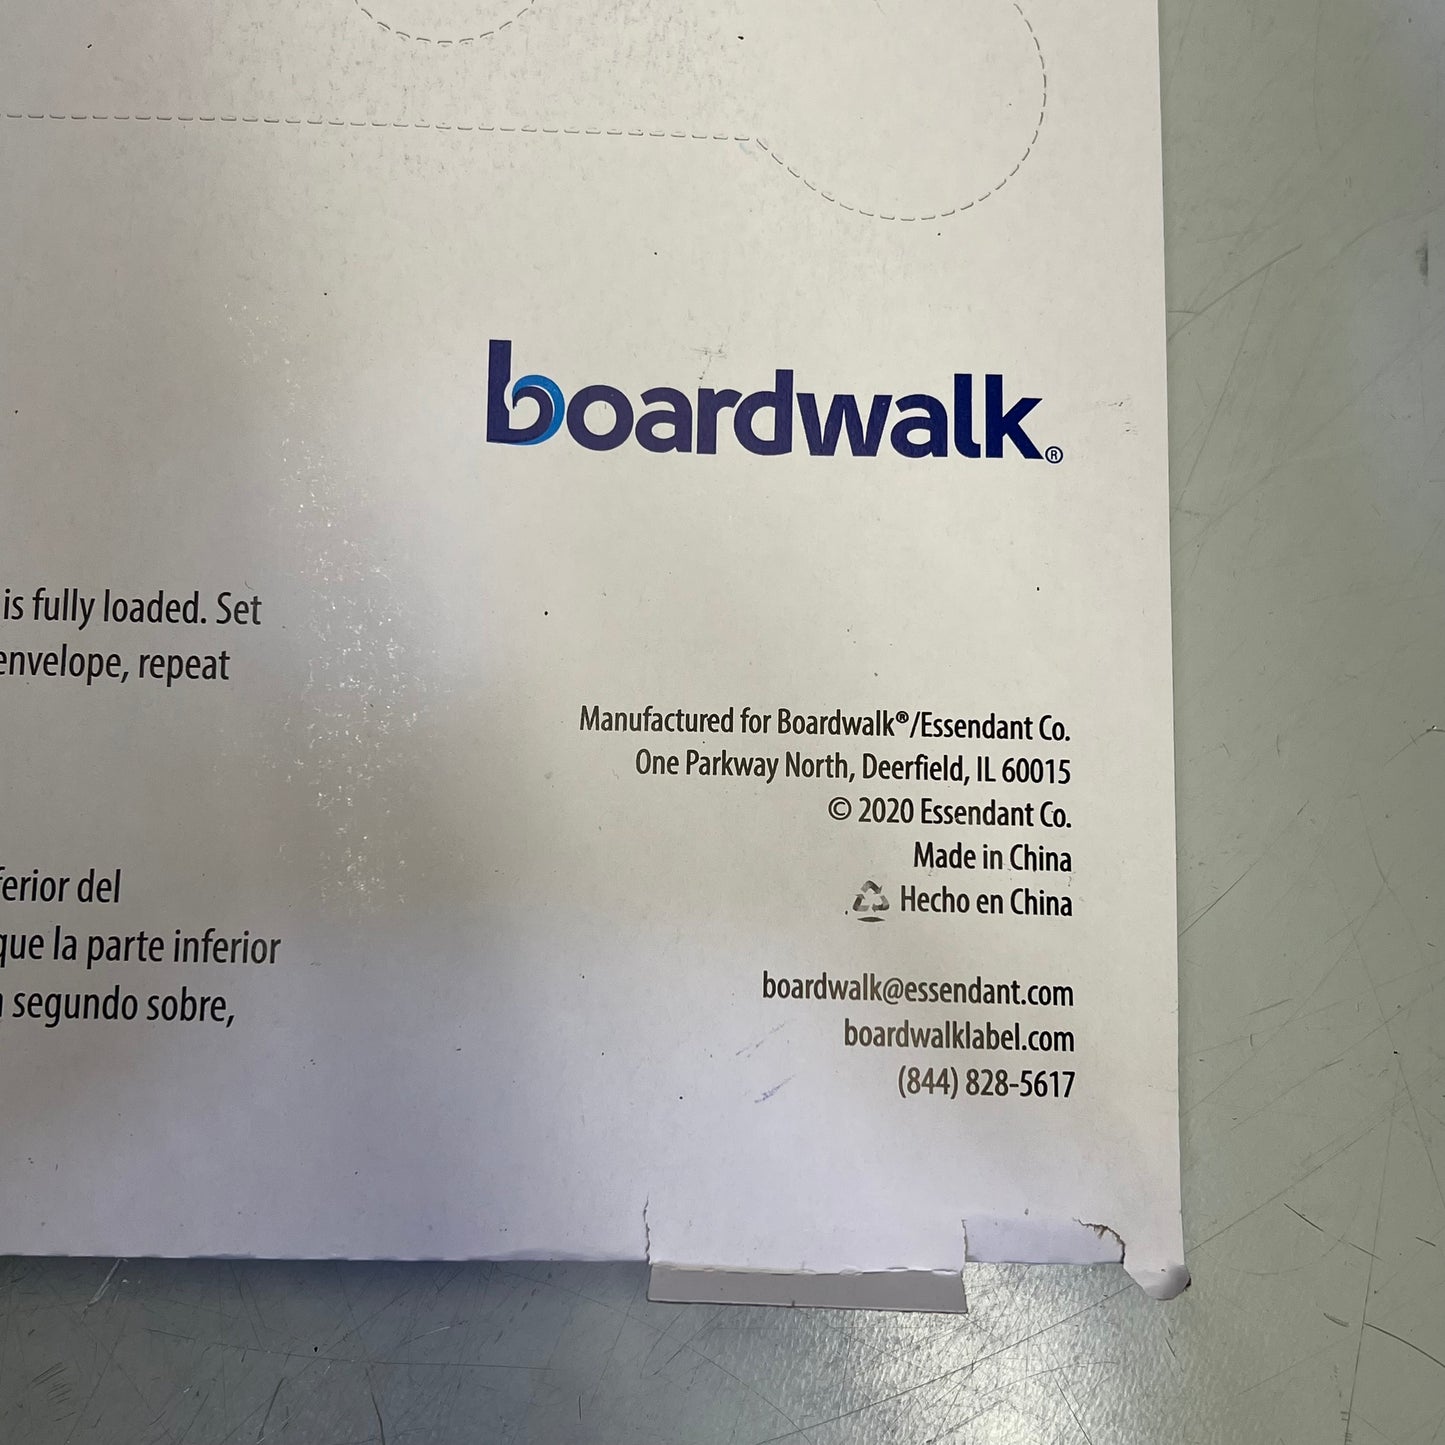 boardwalk®
is fully loaded. Set
envelope, repeat
Manufactured for Boardwalk®/Essendant Co.
One Parkway North, Deerfield, IL 60015
© 2020 Essendant Co.
Made in China
Hecho en China
del
que la parte inferior
segundo sobre,
boardwalk@essendant.com
boardwalklabel.com
(844) 828-5617